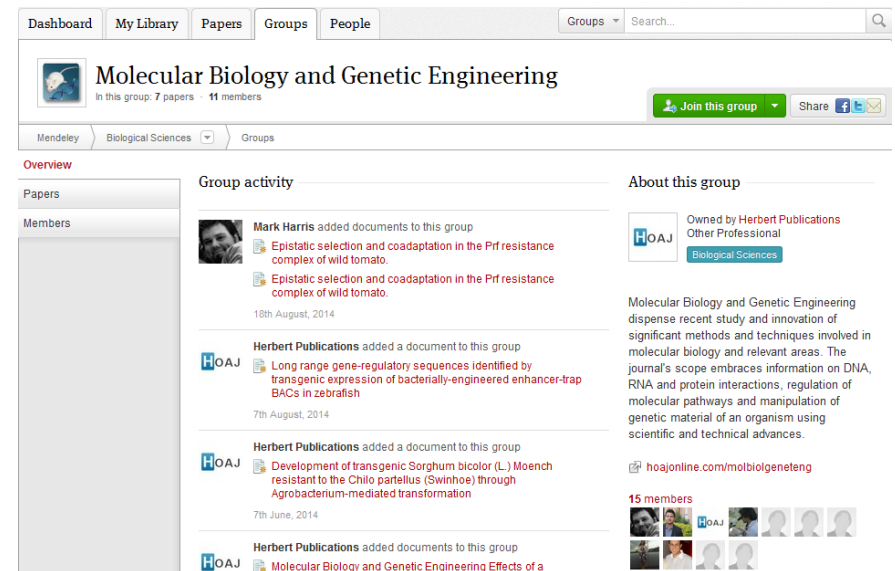 Dashboard
My Library
Papers
Groups
People
Groups
Search...
Molecular Biology and Genetic Engineering
In this group: 7 papers · 11 members
Join this group
Share
Mendeley
Biological Sciences
Groups
Overview
Papers
Members
Group activity
Mark Harris added documents to this group
Epistatic selection and coadaptation in the Prf resistance
complex of wild tomato.
Epistatic selection and coadaptation in the Prf resistance
complex of wild tomato.
18th August, 2014
HOAJ
Herbert Publications added a document to this group
Long range gene-regulatory sequences identified by
transgenic expression of bacterially-engineered enhancer-trap
BACs in zebrafish
7th August, 2014
HOAJ
Herbert Publications added a document to this group
Development of transgenic Sorghum bicolor (L.) Moench
resistant to the Chilo partellus (Swinhoe) through
Agrobacterium-mediated transformation
7th June, 2014
HOAJ
Herbert Publications added documents to this group
Molecular Biology and Genetic Engineering Effects of a
About this group
HOAJ
Owned by Herbert Publications
Other Professional
Biological Sciences
Molecular Biology and Genetic Engineering
dispense recent study and innovation of
significant methods and techniques involved in
molecular biology and relevant areas. The
journal's scope embraces information on DNA,
RNA and protein interactions, regulation of
molecular pathways and manipulation of
genetic material of an organism using
scientific and technical advances.
hoajonline.com/molbiolgeneteng
15 members
HOAJ